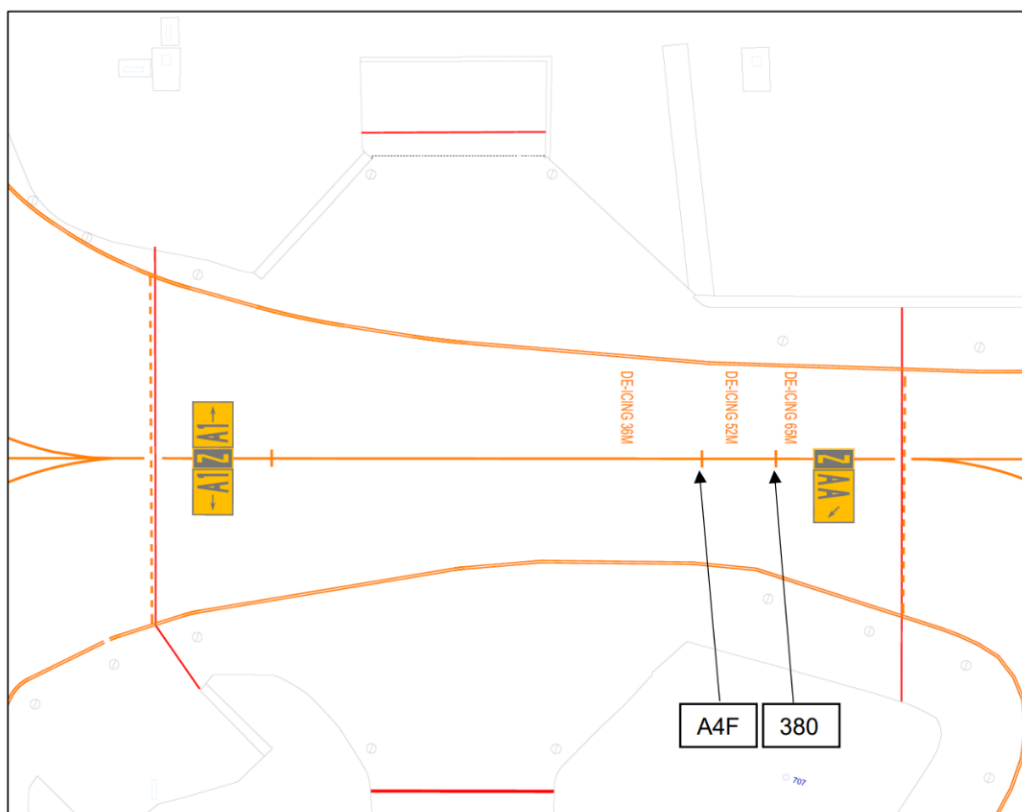 DE-ICING 36M
DE-ICING 52M
DE-ICING 65M
A1 Z A1
Z AA
A4F
380
707